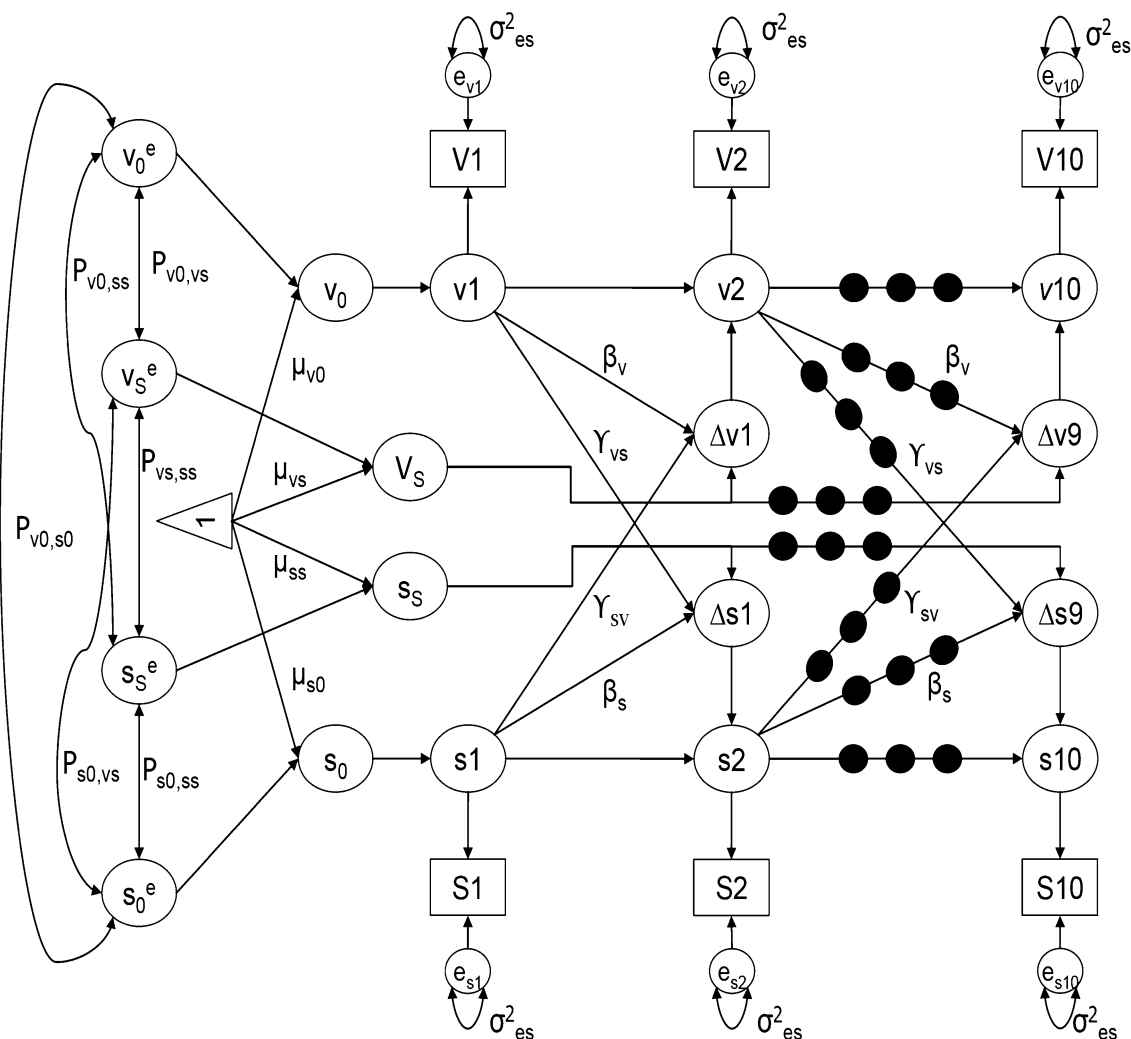 σ²es σ²es σ²es
ev1 ev2 ev10
V1 V2 V10
v0e
Pv0,ss Pv0,vs
v0 v1 v2 v10
μv0 βv βv
vSe
Δv1 Δv9
Pvs,ss μvs VS ϒvs ϒvs
1
Pv0,s0
μss sS
ϒsv ϒsv
Δs1 Δs9
sSe
μs0 βs βs
Ps0,vs Ps0,ss
s0 s1 s2 s10
s0e
S1 S2 S10
es1 es2 es10
σ²es σ²es σ²es